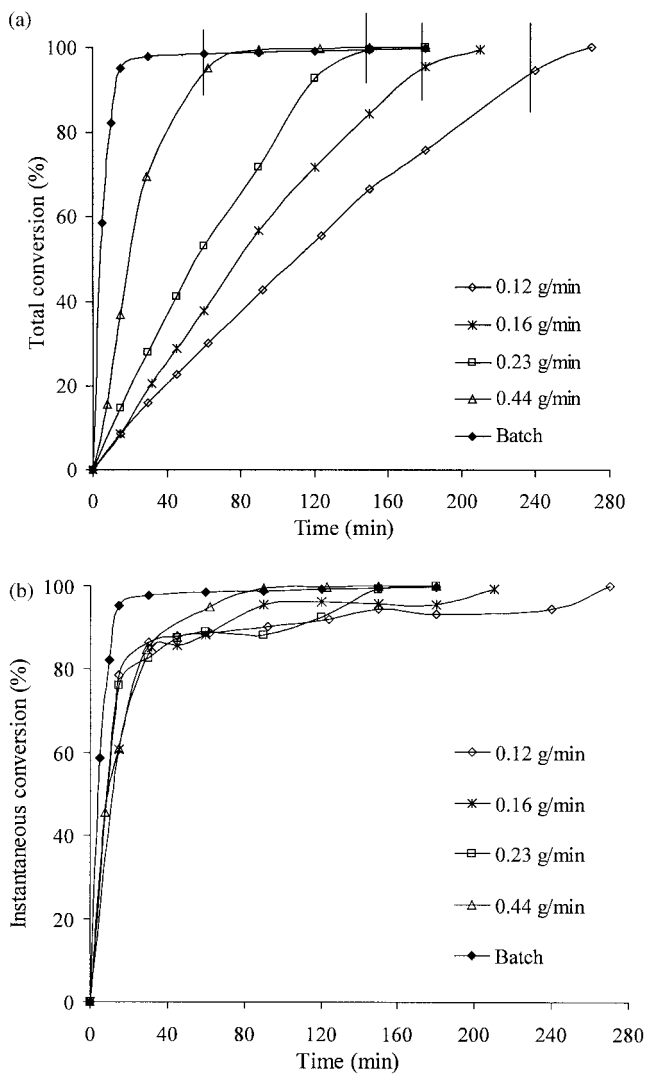 (a)
Total conversion (%)
100
80
60
40
20
0
0 40 80 120 160 200 240 280
Time (min)
0.12 g/min
0.16 g/min
0.23 g/min
0.44 g/min
Batch
(b)
Instantaneous conversion (%)
100
80
60
40
20
0
0 40 80 120 160 200 240 280
Time (min)
0.12 g/min
0.16 g/min
0.23 g/min
0.44 g/min
Batch